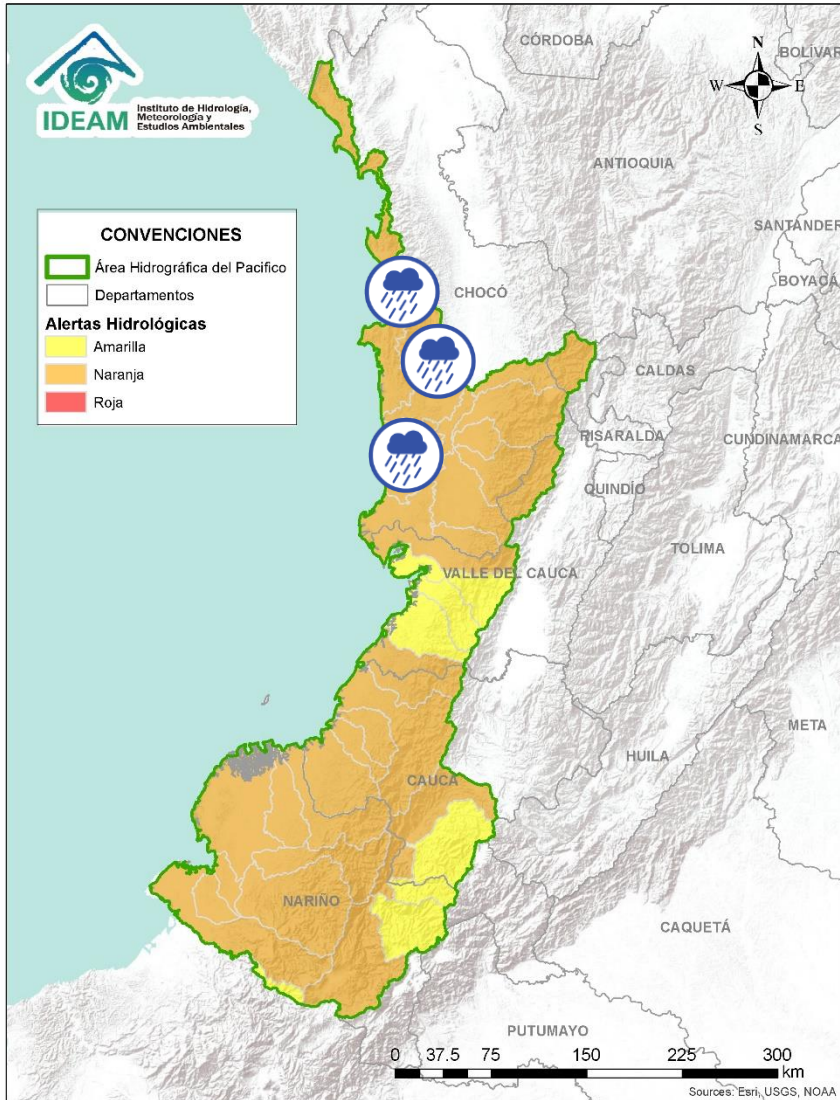 IDEAM
Instituto de Hidrología,
Meteorología y
Estudios Ambientales
CÓRDOBA
BOLÍVAR
N
W
E
S
ANTIOQUIA
SANTANDER
BOYACÁ
CONVENCIONES
Área Hidrográfica del Pacifico
Departamentos
Alertas Hidrológicas
Amarilla
Naranja
Roja
CHOCÓ
CALDAS
RISARALDA
CUNDINAMARCA
QUINDÍO
TOLIMA
VALLE DEL CAUCA
META
HUILA
CAUCA
NARIÑO
CAQUETÁ
PUTUMAYO
0 37.5 75 150 225 300
km
Sources: Esri, USGS, NOAA